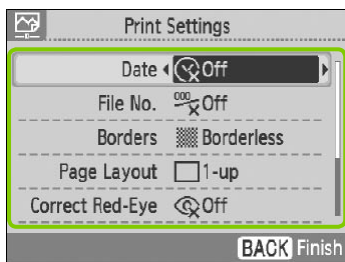 Print Settings
Date Off
File No. Off
Borders Borderless
Page Layout 1-up
Correct Red-Eye Off
BACK Finish